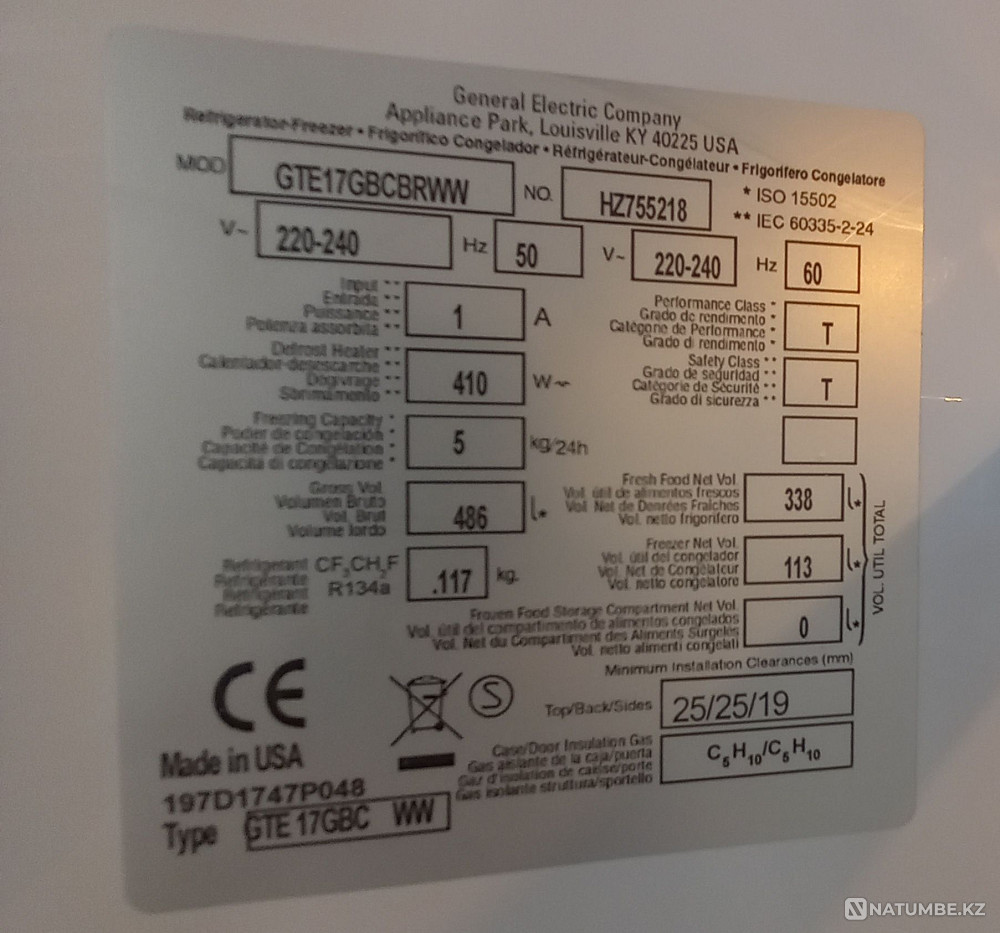 General Electric Company
Appliance Park, Louisville KY 40225 USA
Refrigerator-Freezer • Frigorífico Congelador • Réfrigérateur-Congélateur • Frigorifero Congelatore
MOD GTE17GBCBRWW NO. HZ755218 * ISO 15502
** IEC 60335-2-24
V~ 220-240 Hz 50 V~ 220-240 Hz 60
Input **
Entrada **
Puissance **
Potenza assorbita **
1 A
Performance Class *
Grado de rendimento *
Catégorie de Performance *
Grado di rendimento *
T
Defrost Heater **
Calentador-desescarche **
Dégivrage **
Sbrinamento **
410 W~
Safety Class **
Grado de seguridad **
Catégorie de Sécurité **
Grado di sicurezza **
T
Freezing Capacity *
Poder de congelación *
Capacité de Congélation *
Capacità di congelazione *
5 kg/24h
Gross Vol.
Volumen Bruto
Vol. Brut
Volume lordo
486 L*
Fresh Food Net Vol.
Vol. útil de alimentos frescos
Vol. Net de Denrées Fraîches
Vol. netto frigorifero
338 L*
Refrigerant
Refrigerante
Refrigerant
Refrigérante
CF3CH2F
R134a
.117 kg.
Freezer Net Vol.
Vol. útil del congelador
Vol. Net de Congélateur
Vol. netto congelatore
113 L*
Frozen Food Storage Compartment Net Vol.
Vol. útil del compartimento de alimentos congelados
Vol. Net du Compartiment des Aliments Surgelés
Vol. netto alimenti congelati
0 L*
VOL. UTIL TOTAL
Minimum Installation Clearances (mm)
Top/Back/Sides 25/25/19
CE
S
Case/Door Insulation Gas
Gas aislante de la caja/puerta
Gaz d'isolation de caisse/porte
Gas isolante struttura/sportello
C5H10/C5H10
Made in USA
197D1747P048
Type GTE 17GBC WW
NATUMBE.KZ